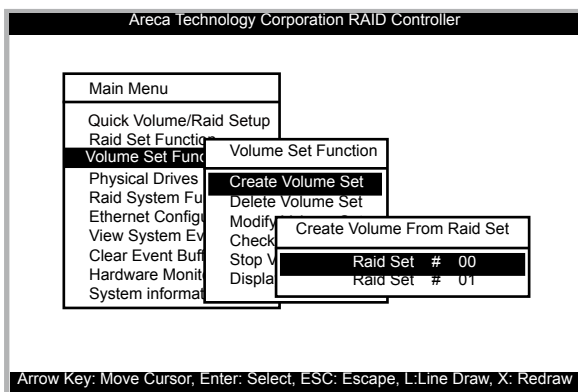 Areca Technology Corporation RAID Controller
Main Menu
Quick Volume/Raid Setup
Raid Set Function
Volume Set Func
Physical Drives
Raid System Fu
Ethernet Configu
View System Ev
Clear Event Buff
Hardware Monit
System informat
Volume Set Function
Create Volume Set
Delete Volume Set
Modify
Check
Stop V
Displa
Create Volume From Raid Set
Raid Set # 00
Raid Set # 01
Arrow Key: Move Cursor, Enter: Select, ESC: Escape, L:Line Draw, X: Redraw